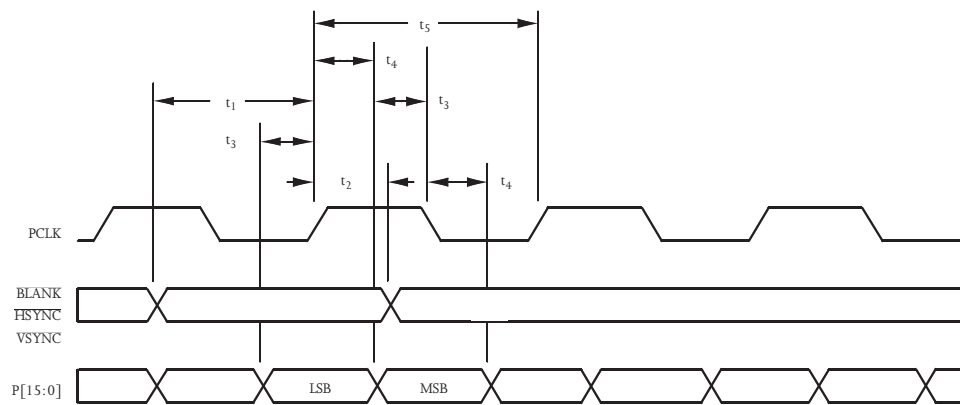 t5
t4
t1
t3
t3
t2
t4
PCLK
BLANK
HSYNC
VSYNC
P[15:0]
LSB
MSB